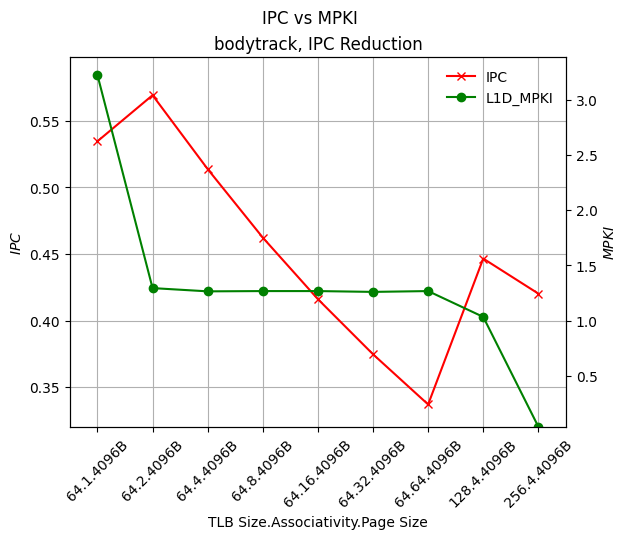 IPC vs MPKI
bodytrack, IPC Reduction
IPC
L1D_MPKI
0.55
0.50
0.45
0.40
0.35
IPC
3.0
2.5
2.0
1.5
1.0
0.5
MPKI
64.1.4096B
64.2.4096B
64.4.4096B
64.8.4096B
64.16.4096B
64.32.4096B
64.64.4096B
128.4.4096B
256.4.4096B
TLB Size.Associativity.Page Size